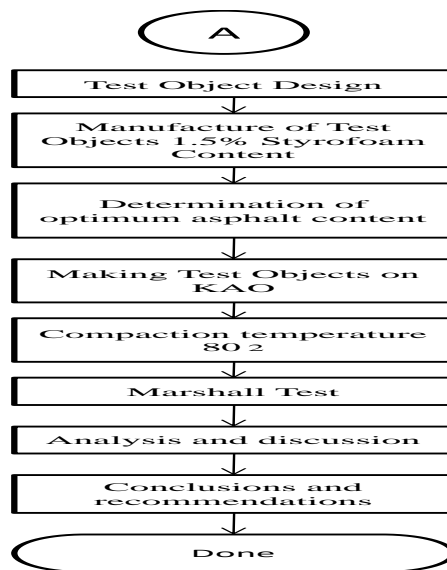 A
Test Object Design
Manufacture of Test
Objects 1.5% Styrofoam
Content
Determination of
optimum asphalt content
Making Test Objects on
KAO
Compaction temperature
80 2
Marshall Test
Analysis and discussion
Conclusions and
recommendations
Done